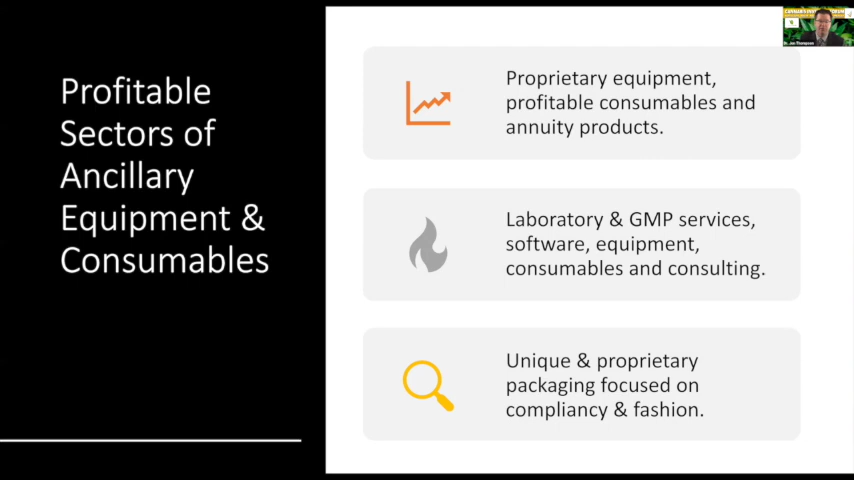 Profitable
Sectors of
Ancillary
Equipment &
Consumables
Proprietary equipment,
profitable consumables and
annuity products.
Laboratory & GMP services,
software, equipment,
consumables and consulting.
Unique & proprietary
packaging focused on
compliancy & fashion.